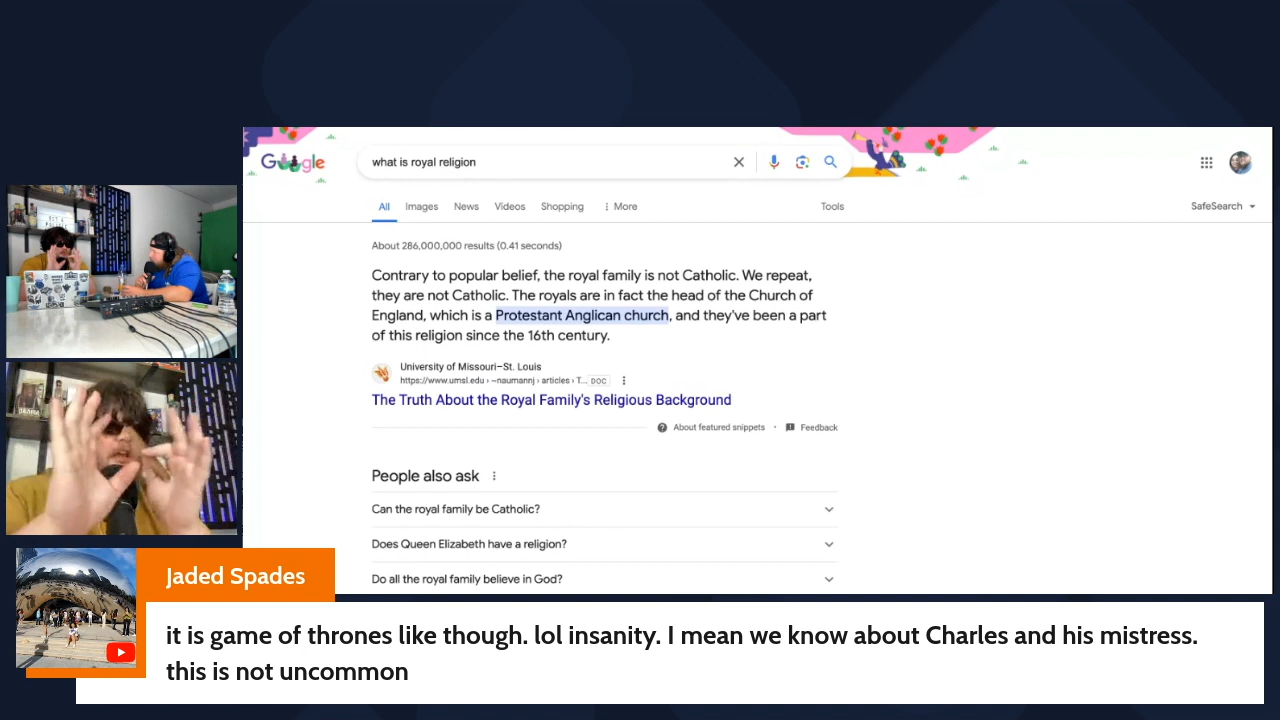 Google
what is royal religion
All Images News Videos Shopping More Tools SafeSearch
About 286,000,000 results (0.41 seconds)
Contrary to popular belief, the royal family is not Catholic. We repeat,
they are not Catholic. The royals are in fact the head of the Church of
England, which is a Protestant Anglican church, and they've been a part
of this religion since the 16th century.
University of Missouri–St. Louis
https://www.umsl.edu › ~naumannj › articles › T... DOC
The Truth About the Royal Family's Religious Background
About featured snippets • Feedback
People also ask
Can the royal family be Catholic?
Does Queen Elizabeth have a religion?
Do all the royal family believe in God?
Jaded Spades
it is game of thrones like though. lol insanity. I mean we know about Charles and his mistress.
this is not uncommon